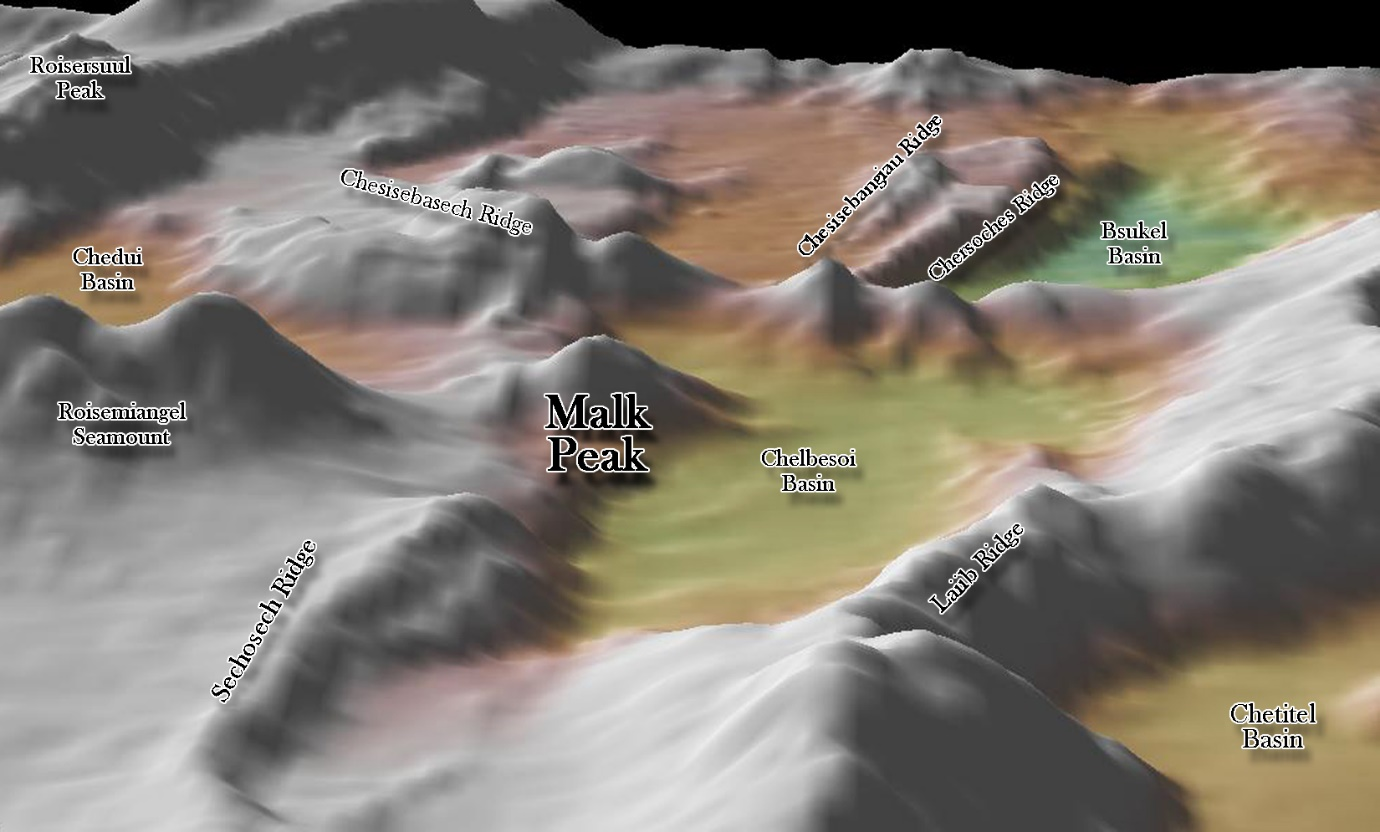 Roisersuul
Peak
Chesisebangiau Ridge
Chesisebasech Ridge
Chersoches Ridge
Bsukel
Basin
Chedui
Basin
Roisemiangel
Seamount
Malk
Peak
Chelbesoi
Basin
Laiib Ridge
Sechosech Ridge
Chetitel
Basin